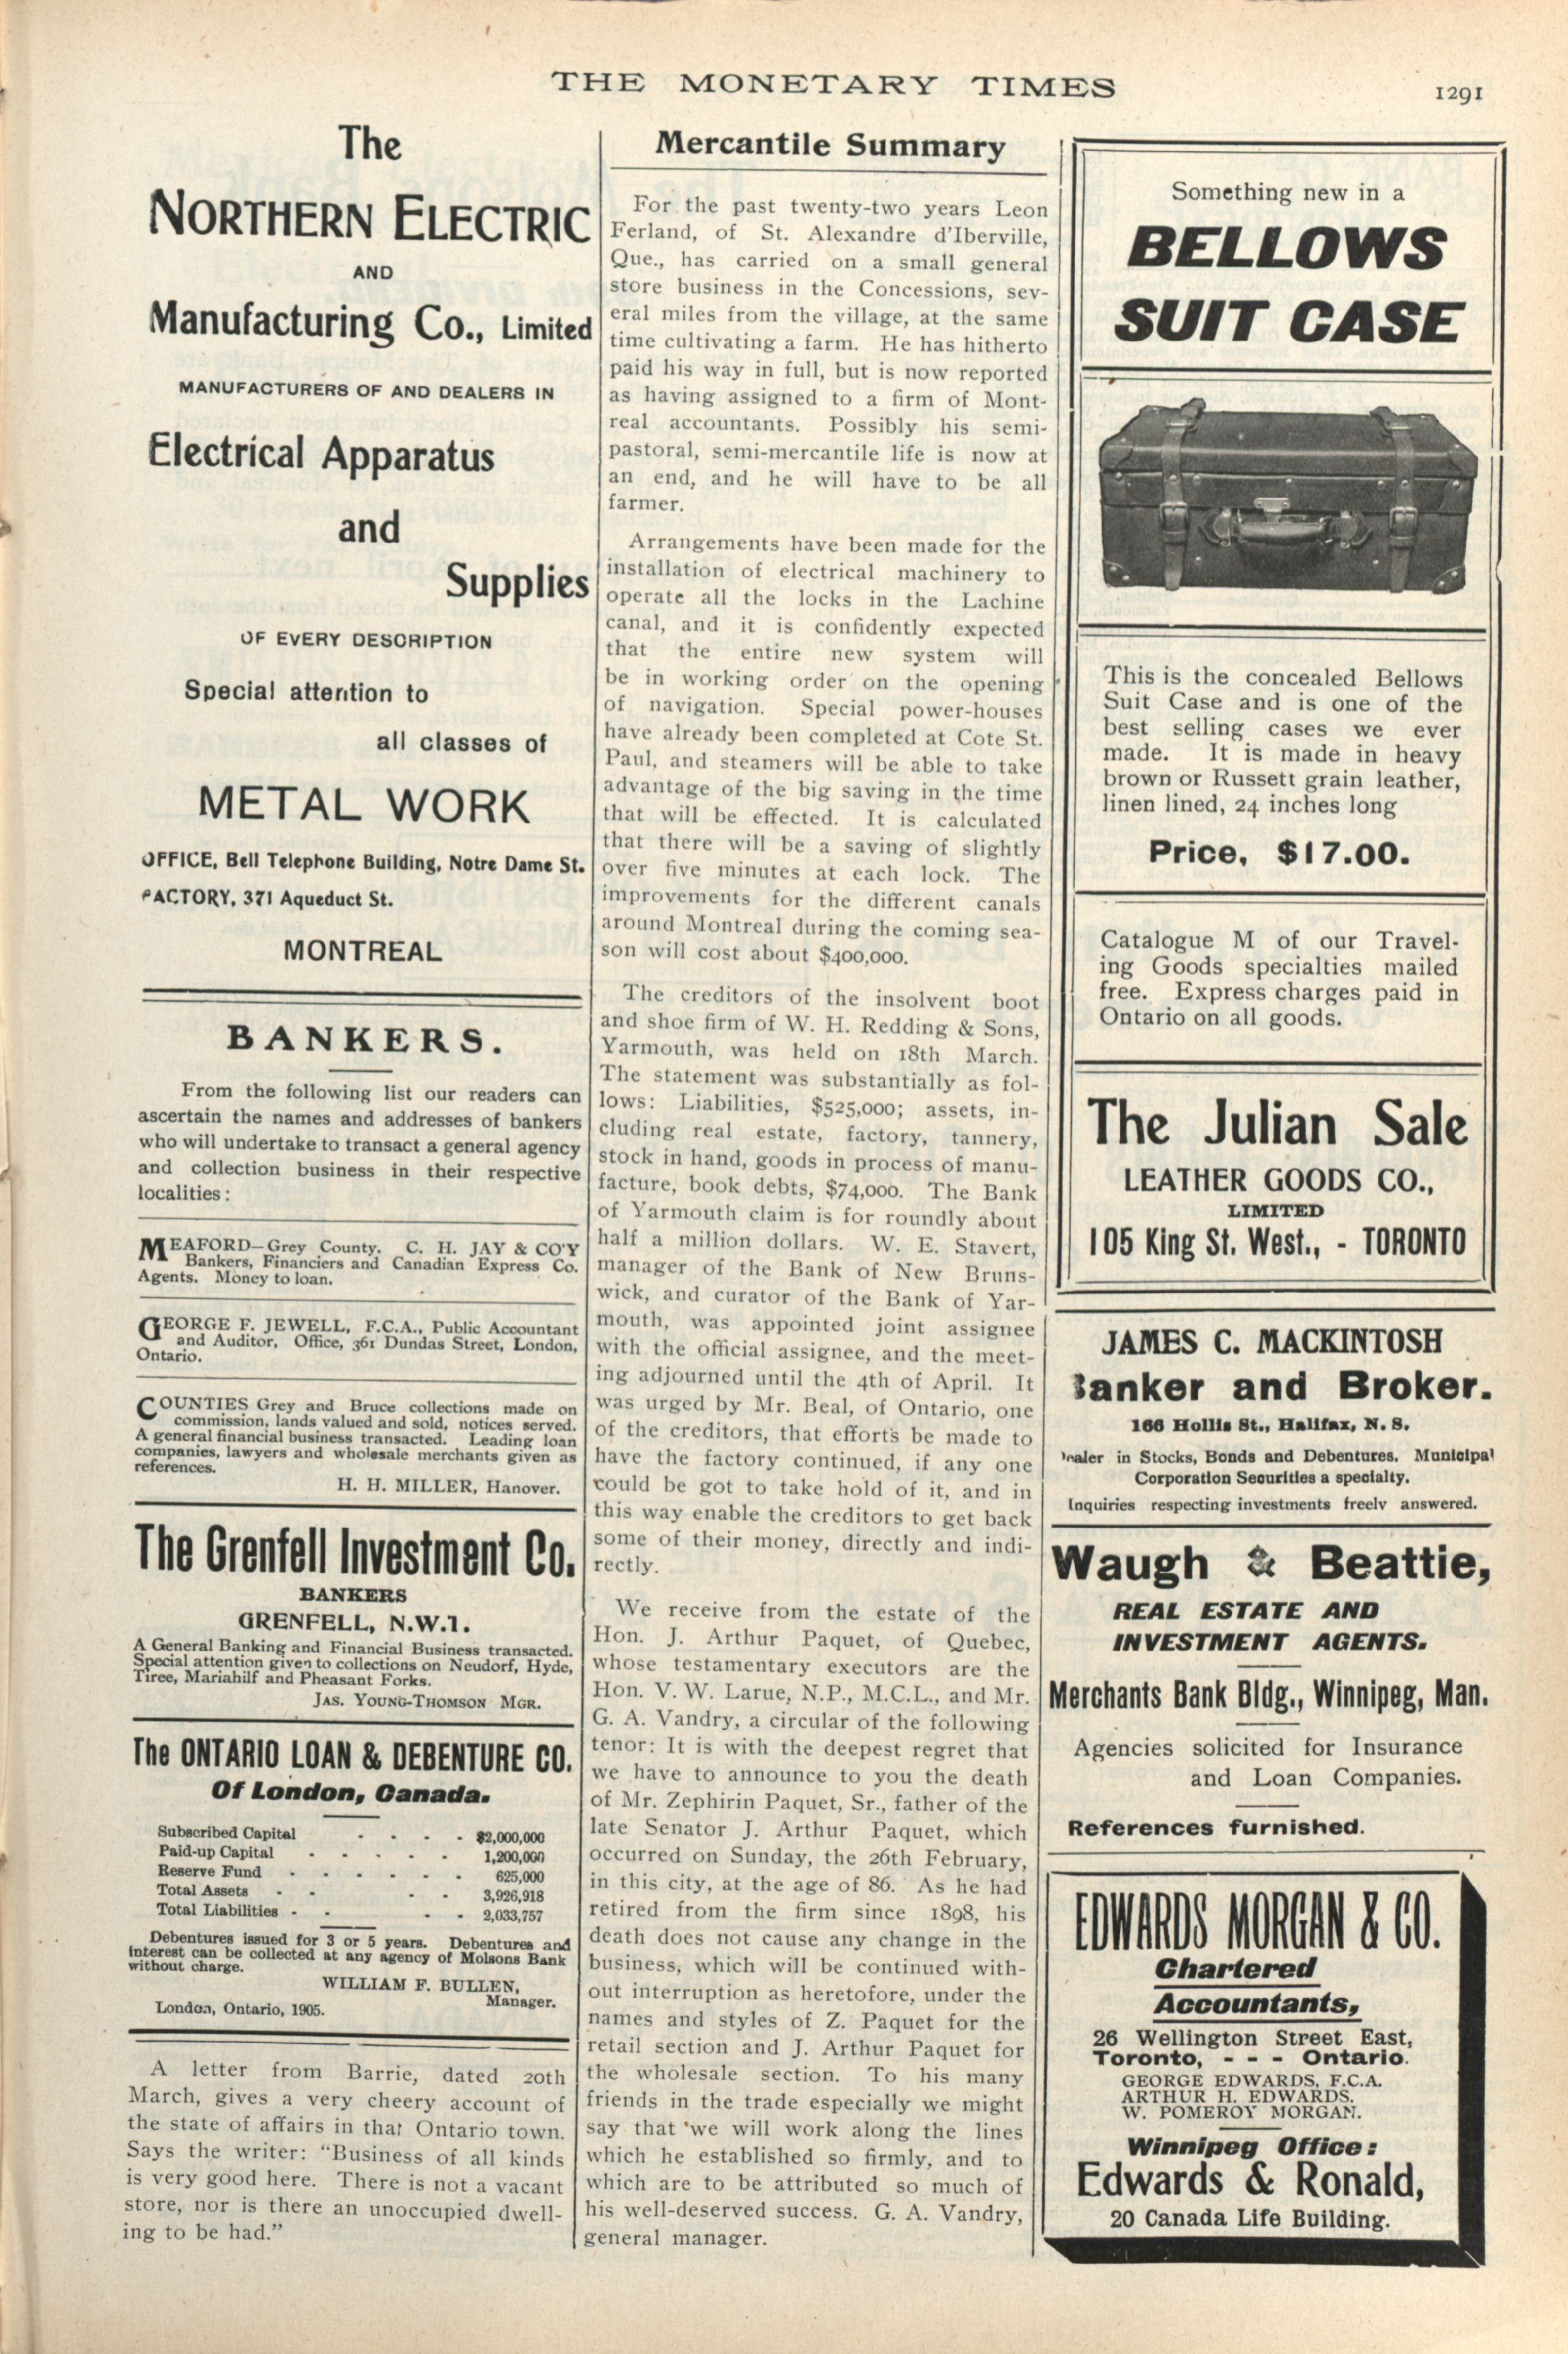 THE MONETARY TIMES
1291
The
NORTHERN ELECTRIC
AND
Manufacturing Co., Limited
MANUFACTURERS OF AND DEALERS IN
Electrical Apparatus
and
Supplies
OF EVERY DESCRIPTION
Special attention to
all classes of
METAL WORK
OFFICE, Bell Telephone Building, Notre Dame St.
FACTORY, 371 Aqueduct St.
MONTREAL
BANKERS.
From the following list our readers can
ascertain the names and addresses of bankers
who will undertake to transact a general agency
and collection business in their respective
localities:
MEAFORD—Grey County. C. H. JAY & CO'Y
Bankers, Financiers and Canadian Express Co.
Agents. Money to loan.
GEORGE F. JEWELL, F.C.A., Public Accountant
and Auditor, Office, 361 Dundas Street, London,
Ontario.
COUNTIES Grey and Bruce collections made on
commission, lands valued and sold, notices served.
A general financial business transacted. Leading loan
companies, lawyers and wholesale merchants given as
references.
H. H. MILLER, Hanover.
The Grenfell Investment Co.
BANKERS
GRENFELL, N.W.1.
A General Banking and Financial Business transacted.
Special attention given to collections on Neudorf, Hyde,
Tiree, Mariahilf and Pheasant Forks.
JAS. YOUNG-THOMSON MGR.
The ONTARIO LOAN & DEBENTURE CO.
Of London, Canada.
Subscribed Capital - - - - $2,000,000
Paid-up Capital - - - - - 1,200,000
Reserve Fund - - - - - - 625,000
Total Assets - - - - 3,926,918
Total Liabilities - - - - 2,033,757
Debentures issued for 3 or 5 years. Debentures and
interest can be collected at any agency of Molsons Bank
without charge.
WILLIAM F. BULLEN,
Manager.
London, Ontario, 1905.
A letter from Barrie, dated 20th
March, gives a very cheery account of
the state of affairs in that Ontario town.
Says the writer: "Business of all kinds
is very good here. There is not a vacant
store, nor is there an unoccupied dwell-
ing to be had."
Mercantile Summary
For the past twenty-two years Leon
Ferland, of St. Alexandre d'Iberville,
Que., has carried on a small general
store business in the Concessions, sev-
eral miles from the village, at the same
time cultivating a farm. He has hitherto
paid his way in full, but is now reported
as having assigned to a firm of Mont-
real accountants. Possibly his semi-
pastoral, semi-mercantile life is now at
an end, and he will have to be all
farmer.
Arrangements have been made for the
installation of electrical machinery to
operate all the locks in the Lachine
canal, and it is confidently expected
that the entire new system will
be in working order on the opening
of navigation. Special power-houses
have already been completed at Cote St.
Paul, and steamers will be able to take
advantage of the big saving in the time
that will be effected. It is calculated
that there will be a saving of slightly
over five minutes at each lock. The
improvements for the different canals
around Montreal during the coming sea-
son will cost about $400,000.
The creditors of the insolvent boot
and shoe firm of W. H. Redding & Sons,
Yarmouth, was held on 18th March.
The statement was substantially as fol-
lows: Liabilities, $525,000; assets, in-
cluding real estate, factory, tannery,
stock in hand, goods in process of manu-
facture, book debts, $74,000. The Bank
of Yarmouth claim is for roundly about
half a million dollars. W. E. Stavert,
manager of the Bank of New Bruns-
wick, and curator of the Bank of Yar-
mouth, was appointed joint assignee
with the official assignee, and the meet-
ing adjourned until the 4th of April. It
was urged by Mr. Beal, of Ontario, one
of the creditors, that efforts be made to
have the factory continued, if any one
could be got to take hold of it, and in
this way enable the creditors to get back
some of their money, directly and indi-
rectly.
We receive from the estate of the
Hon. J. Arthur Paquet, of Quebec,
whose testamentary executors are the
Hon. V. W. Larue, N.P., M.C.L., and Mr.
G. A. Vandry, a circular of the following
tenor: It is with the deepest regret that
we have to announce to you the death
of Mr. Zephirin Paquet, Sr., father of the
late Senator J. Arthur Paquet, which
occurred on Sunday, the 26th February,
in this city, at the age of 86. As he had
retired from the firm since 1898, his
death does not cause any change in the
business, which will be continued with-
out interruption as heretofore, under the
names and styles of Z. Paquet for the
retail section and J. Arthur Paquet for
the wholesale section. To his many
friends in the trade especially we might
say that 'we will work along the lines
which he established so firmly, and to
which are to be attributed so much of
his well-deserved success. G. A. Vandry,
general manager.
Something new in a
BELLOWS
SUIT CASE
This is the concealed Bellows
Suit Case and is one of the
best selling cases we ever
made. It is made in heavy
brown or Russett grain leather,
linen lined, 24 inches long
Price, $17.00.
Catalogue M of our Travel-
ing Goods specialties mailed
free. Express charges paid in
Ontario on all goods.
The Julian Sale
LEATHER GOODS CO.,
LIMITED
105 King St. West., - TORONTO
JAMES C. MACKINTOSH
Banker and Broker.
166 Hollis St., Halifax, N. S.
Dealer in Stocks, Bonds and Debentures. Municipal
Corporation Securities a specialty.
Inquiries respecting investments freely answered.
Waugh & Beattie,
REAL ESTATE AND
INVESTMENT AGENTS.
Merchants Bank Bldg., Winnipeg, Man.
Agencies solicited for Insurance
and Loan Companies.
References furnished.
EDWARDS MORGAN & CO.
Chartered
Accountants,
26 Wellington Street East,
Toronto, - - - Ontario.
GEORGE EDWARDS, F.C.A.
ARTHUR H. EDWARDS.
W. POMEROY MORGAN.
Winnipeg Office:
Edwards & Ronald,
20 Canada Life Building.